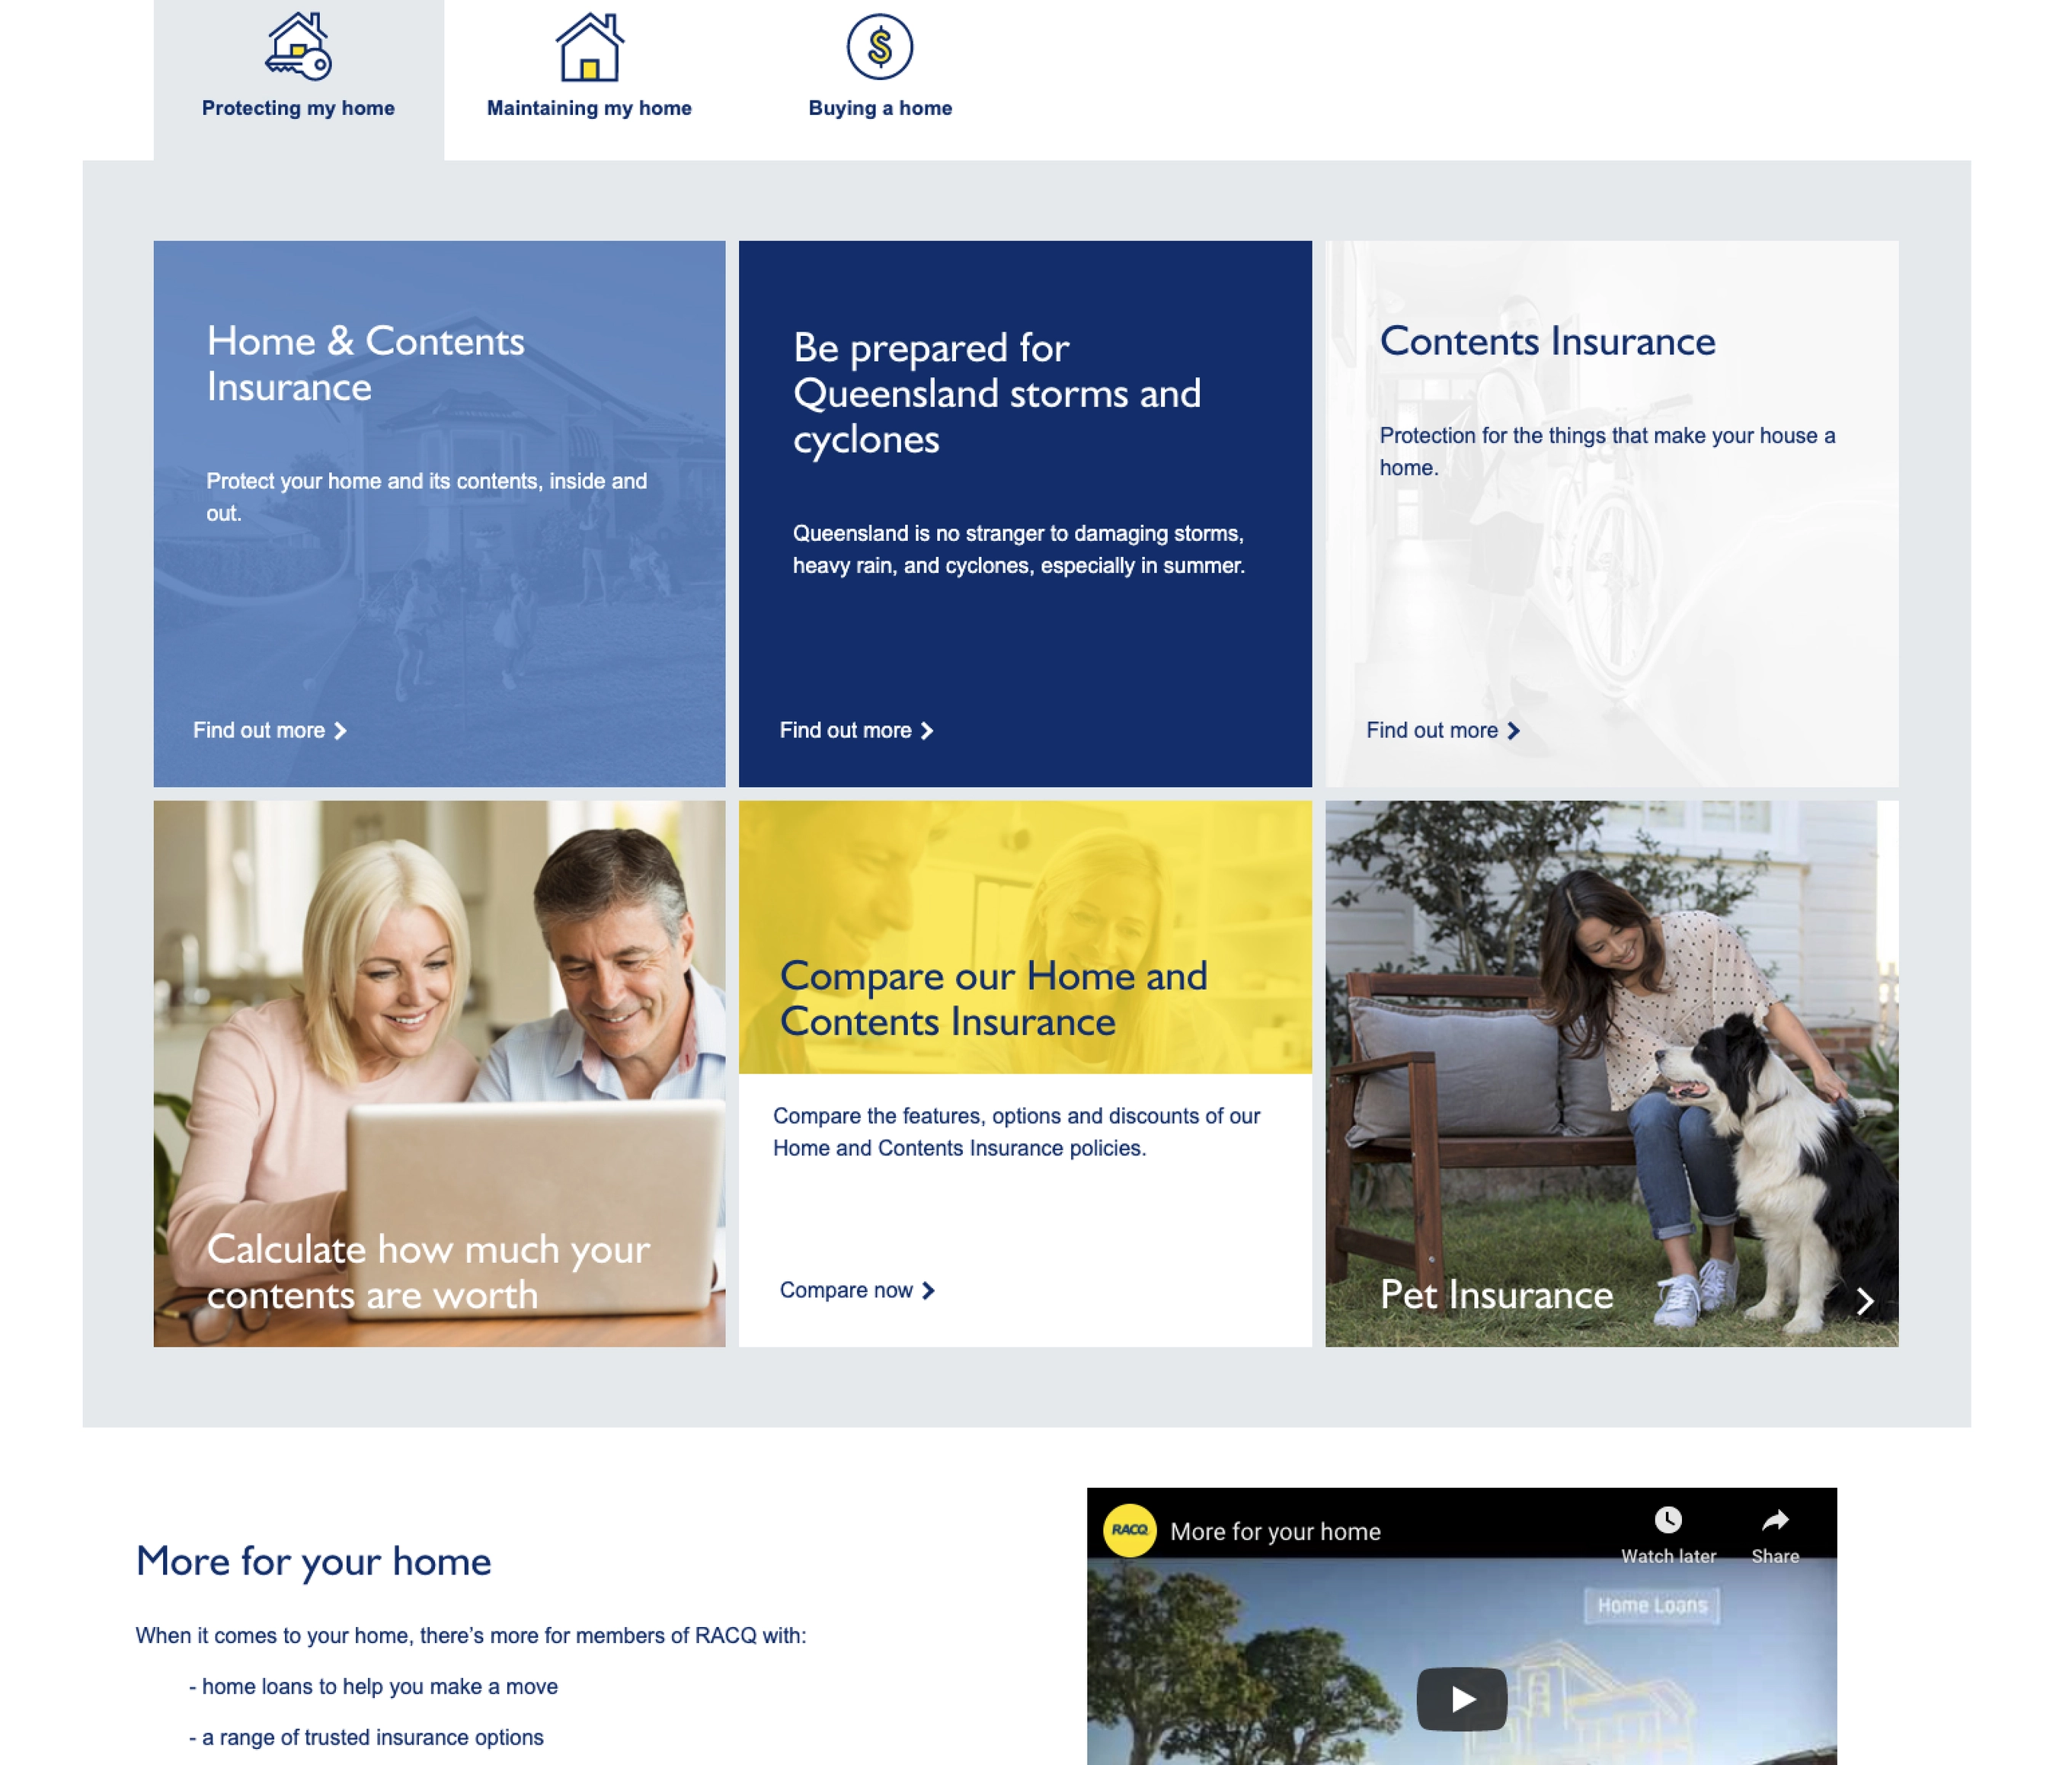 Protecting my home
Maintaining my home
Buying a home
Home & Contents
Insurance
Protect your home and its contents, inside and
out.
Find out more
Be prepared for
Queensland storms and
cyclones
Queensland is no stranger to damaging storms,
heavy rain, and cyclones, especially in summer.
Find out more
Contents Insurance
Protection for the things that make your house a
home.
Find out more
Calculate how much your
contents are worth
Compare our Home and
Contents Insurance
Compare the features, options and discounts of our
Home and Contents Insurance policies.
Compare now
Pet Insurance
More for your home
When it comes to your home, there’s more for members of RACQ with:
- home loans to help you make a move
- a range of trusted insurance options
RACQ
More for your home
Watch later
Share
Home Loans